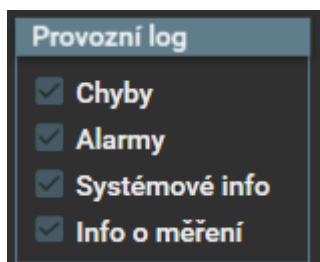 Provozní log
Chyby
Alarmy
Systémové info
Info o měření